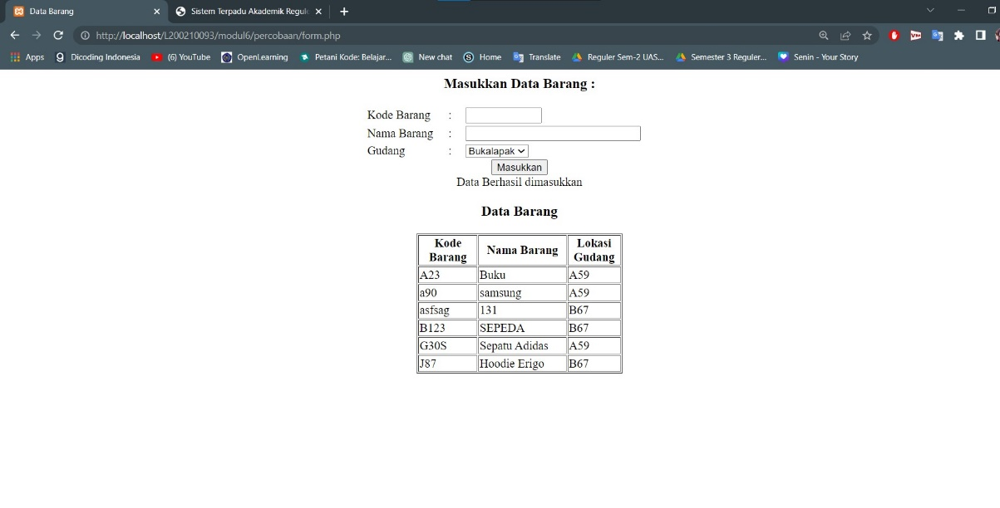 Data Barang
Sistem Terpadu Akademik Regule
http://localhost/L200210093/modul6/percobaan/form.php
Apps Dicoding Indonesia (6) YouTube OpenLearning Petani Kode: Belajar... New chat Home Translate Reguler Sem-2 UAS... Semester 3 Reguler... Senin - Your Story
Masukkan Data Barang :
Kode Barang :
Nama Barang :
Gudang : Bukalapak
Masukkan
Data Berhasil dimasukkan
Data Barang
Kode Barang Nama Barang Lokasi Gudang
A23 Buku A59
a90 samsung A59
asfsag 131 B67
B123 SEPEDA B67
G30S Sepatu Adidas A59
J87 Hoodie Erigo B67